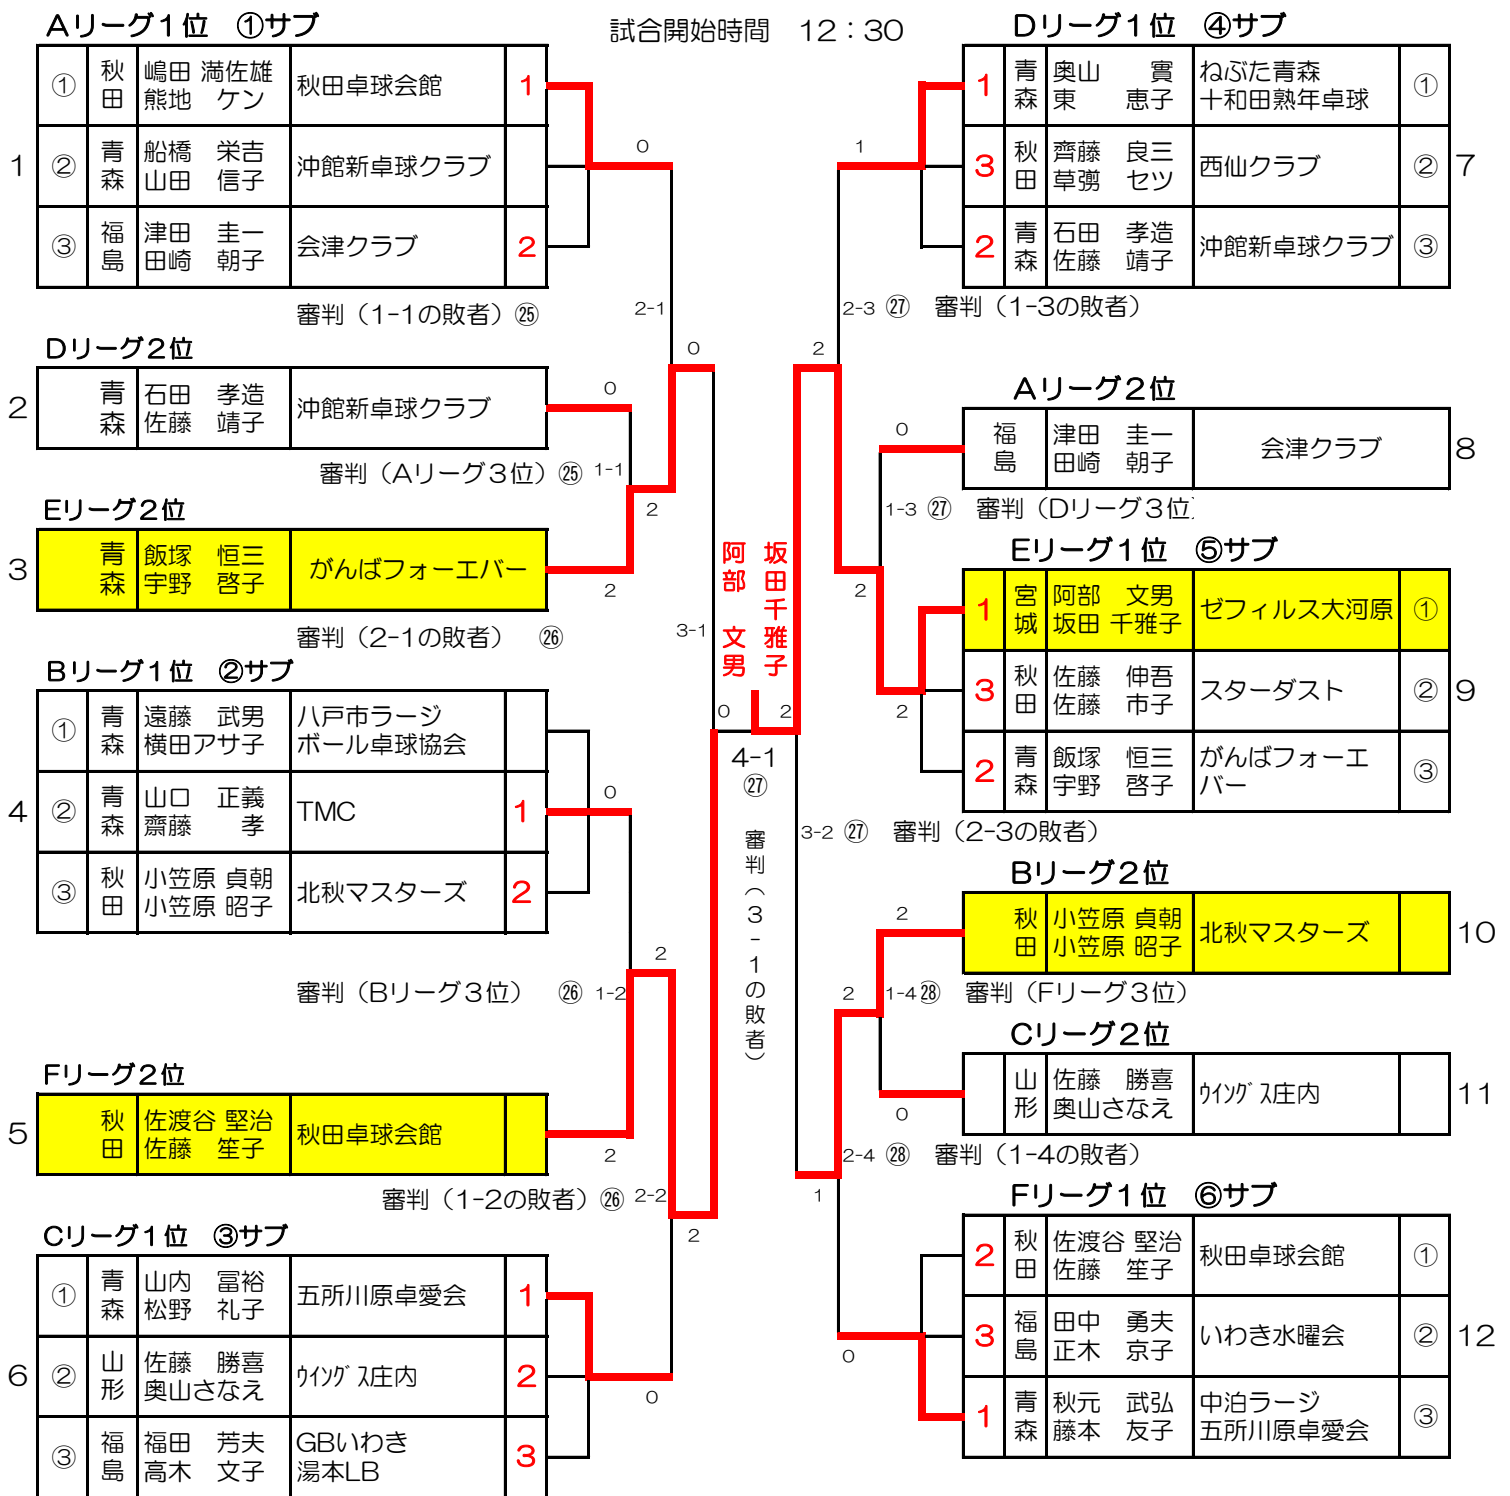 Aリーグ1位　①サブ
試合開始時間　12：30
1
① 秋田 嶋田 満佐雄 秋田卓球会館 1
熊地　ケン
② 青森 船橋　栄吉 沖館新卓球クラブ
山田　信子
③ 福島 津田　圭一 会津クラブ 2
田崎　朝子
0
2-1
審判（1-1の敗者）㉕
Dリーグ2位
2
青森 石田　孝造 沖館新卓球クラブ
佐藤　靖子
0
0
審判（Aリーグ3位）㉕ 1-1
2
Eリーグ2位
3
青森 飯塚　恒三 がんばフォーエバー
宇野　啓子
2
審判（2-1の敗者）　㉖
3-1
Bリーグ1位　②サブ
4
① 青森 遠藤　武男 八戸市ラージ
横田アサ子 ボール卓球協会
② 青森 山口　正義 TMC 1
齋藤　　孝
③ 秋田 小笠原 貞朝 北秋マスターズ 2
小笠原 昭子
0
2
審判（Bリーグ3位）　㉖ 1-2
Fリーグ2位
5
秋田 佐渡谷 堅治 秋田卓球会館
佐藤　笙子
2
審判（1-2の敗者）㉖ 2-2
2
Cリーグ1位　③サブ
6
① 青森 山内　冨裕 五所川原卓愛会 1
松野　礼子
② 山形 佐藤　勝喜 ｳｲﾝｸﾞｽ庄内 2
奥山さなえ
③ 福島 福田　芳夫 GBいわき 3
高木　文子 湯本LB
0
阿部　文男
坂田千雅子
0 2
4-1
㉗
審判（3-1の敗者）
Dリーグ1位　④サブ
7
1 青森 奥山　　實 ねぶた青森 ①
東　　恵子 十和田熟年卓球
3 秋田 齊藤　良三 西仙クラブ ②
草彅　セツ
2 青森 石田　孝造 沖館新卓球クラブ ③
佐藤　靖子
1
2-3 ㉗　審判（1-3の敗者）
2
Aリーグ2位
8
福島 津田　圭一 会津クラブ
田崎　朝子
0
1-3 ㉗　審判（Dリーグ3位）
2
Eリーグ1位　⑤サブ
9
1 宮城 阿部　文男 ゼフィルス大河原 ①
坂田 千雅子
3 秋田 佐藤　伸吾 スターダスト ②
佐藤　市子
2 青森 飯塚　恒三 がんばフォーエ ③
宇野　啓子 バー
2
3-2 ㉗　審判（2-3の敗者）
Bリーグ2位
10
秋田 小笠原 貞朝 北秋マスターズ
小笠原 昭子
2
2
1-4 ㉘　審判（Fリーグ3位）
Cリーグ2位
11
山形 佐藤　勝喜 ｳｲﾝｸﾞｽ庄内
奥山さなえ
0
2-4 ㉘　審判（1-4の敗者）
1
Fリーグ1位　⑥サブ
12
2 秋田 佐渡谷 堅治 秋田卓球会館 ①
佐藤　笙子
3 福島 田中　勇夫 いわき水曜会 ②
正木　京子
1 青森 秋元　武弘 中泊ラージ ③
藤本　友子 五所川原卓愛会
0